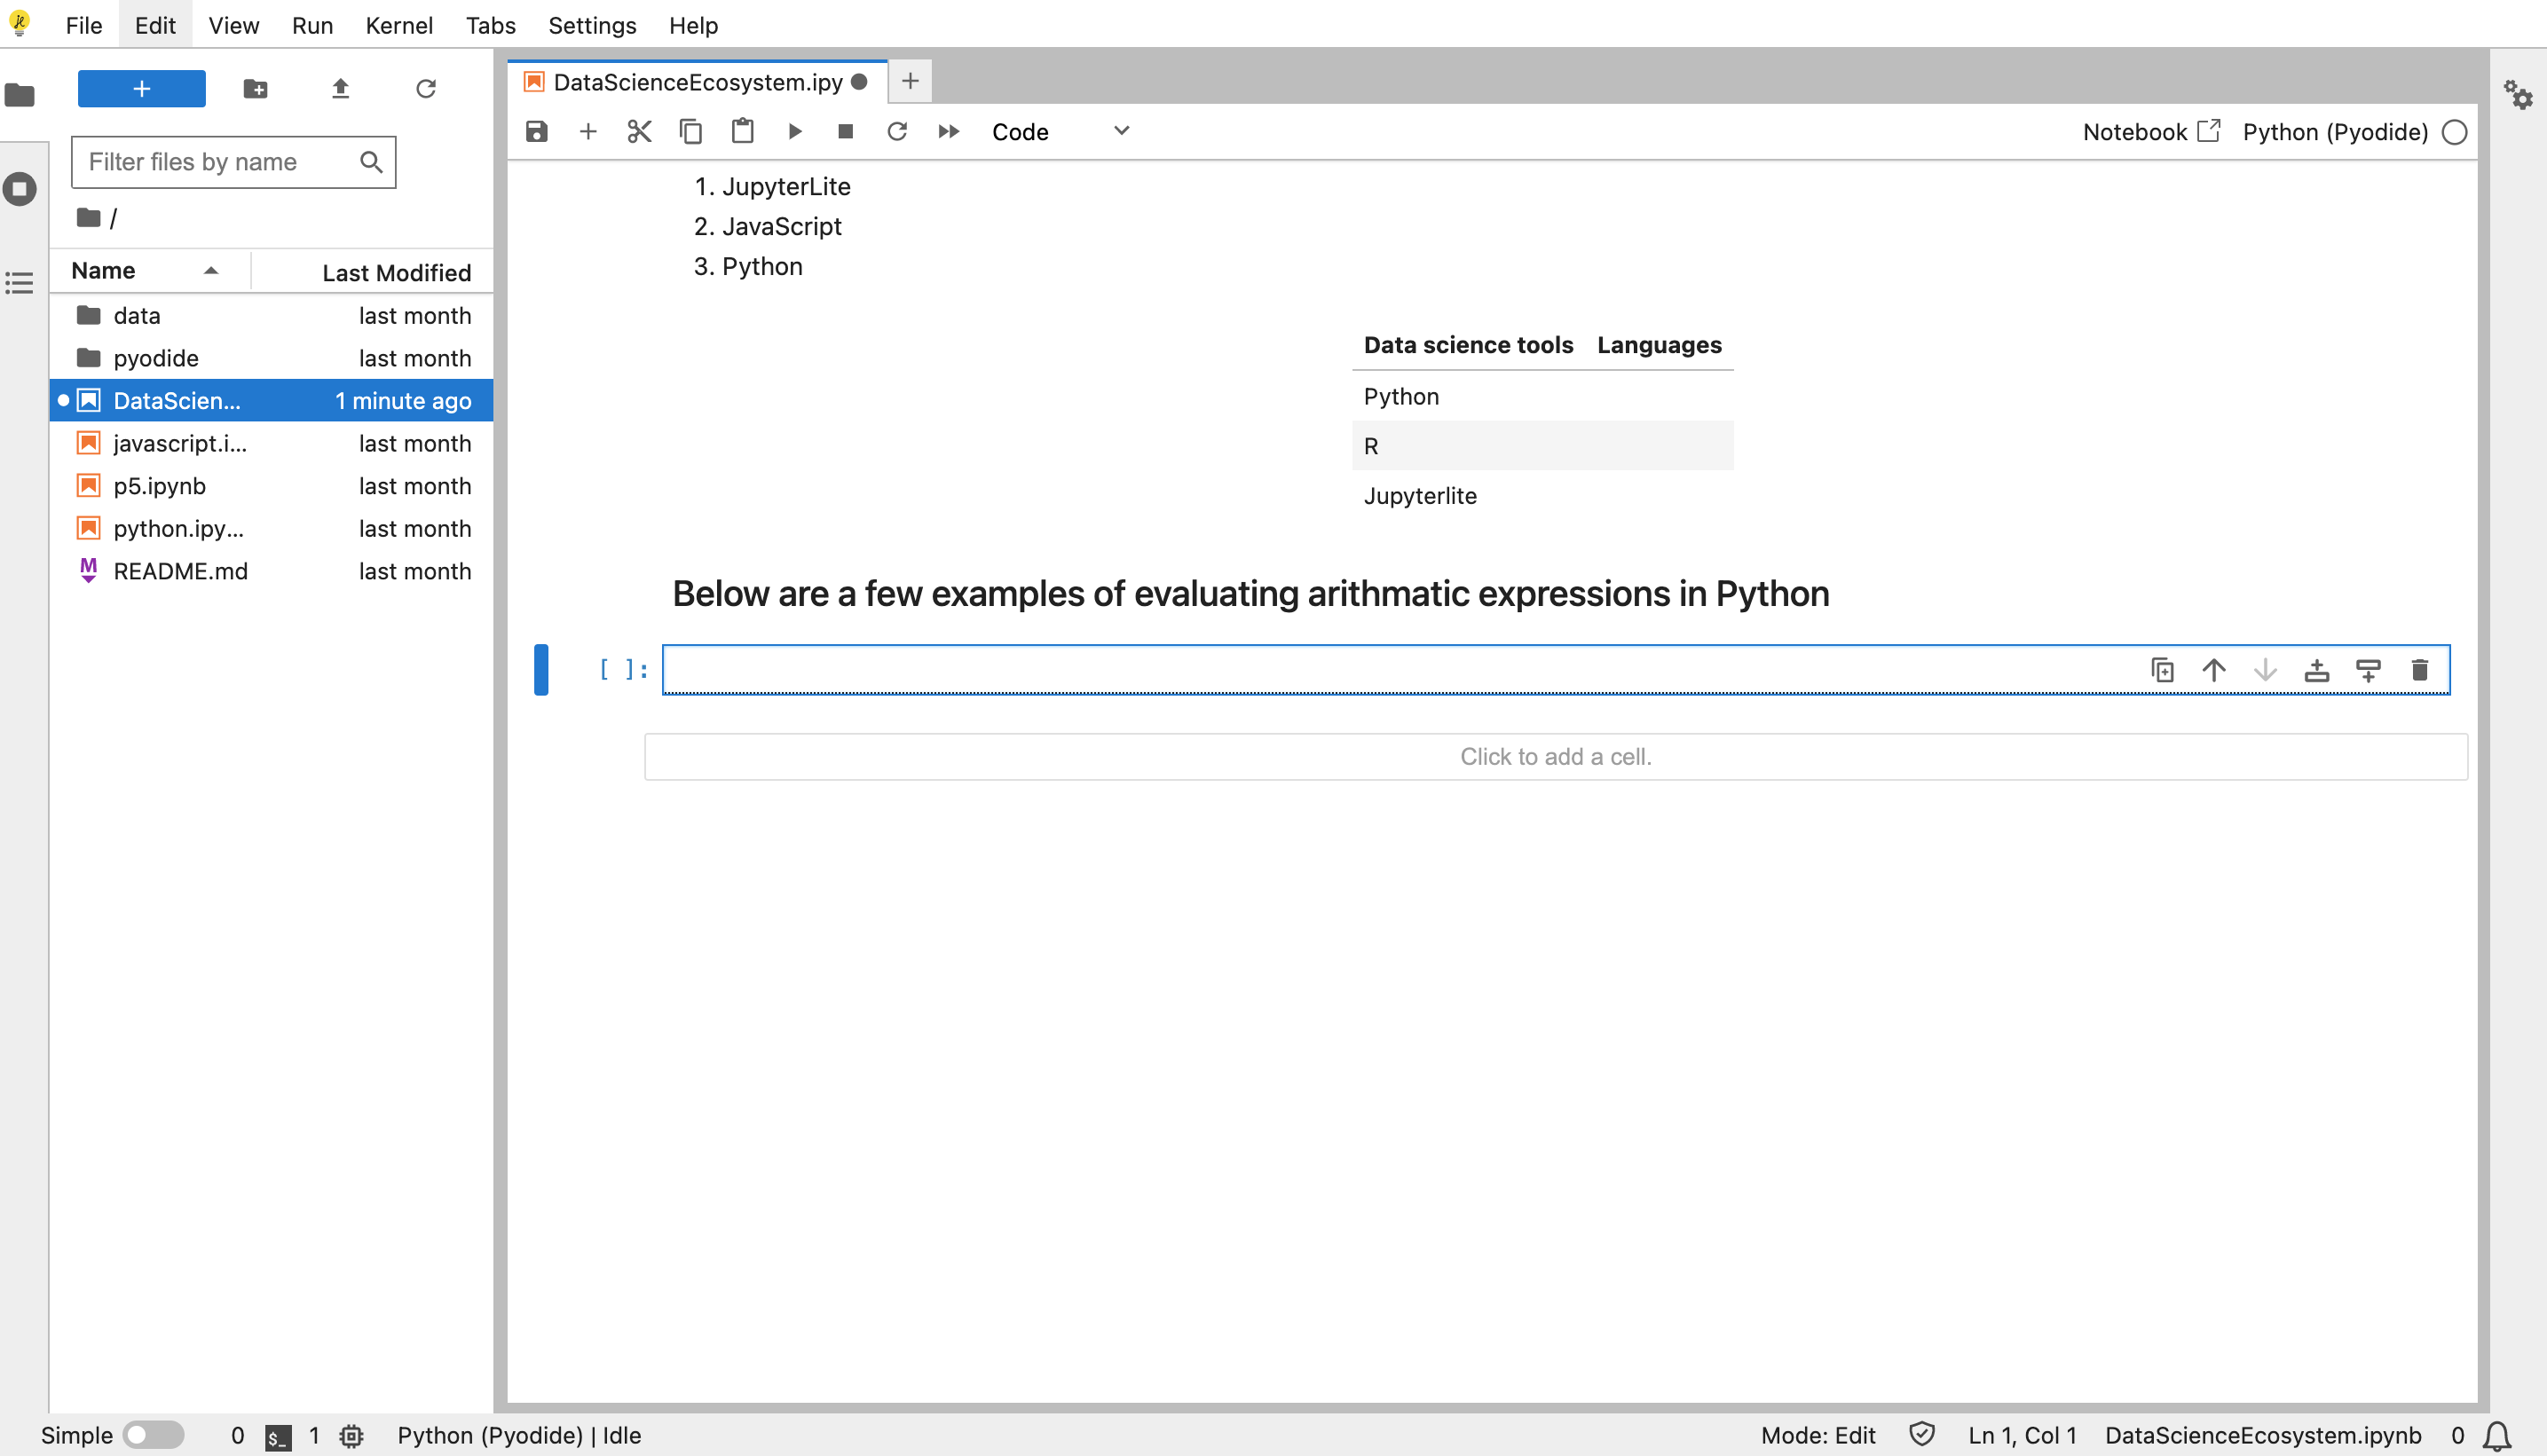 File Edit View Run Kernel Tabs Settings Help
DataScienceEcosystem.ipy
Filter files by name
Code
Notebook Python (Pyodide)
/
Name Last Modified
data last month
pyodide last month
DataScien... 1 minute ago
javascript.i... last month
p5.ipynb last month
python.ipy... last month
README.md last month
1. JupyterLite
2. JavaScript
3. Python
Data science tools Languages
Python
R
Jupyterlite
Below are a few examples of evaluating arithmatic expressions in Python
[ ]:
Click to add a cell.
Simple 0 $_ 1 Python (Pyodide) | Idle
Mode: Edit Ln 1, Col 1 DataScienceEcosystem.ipynb 0